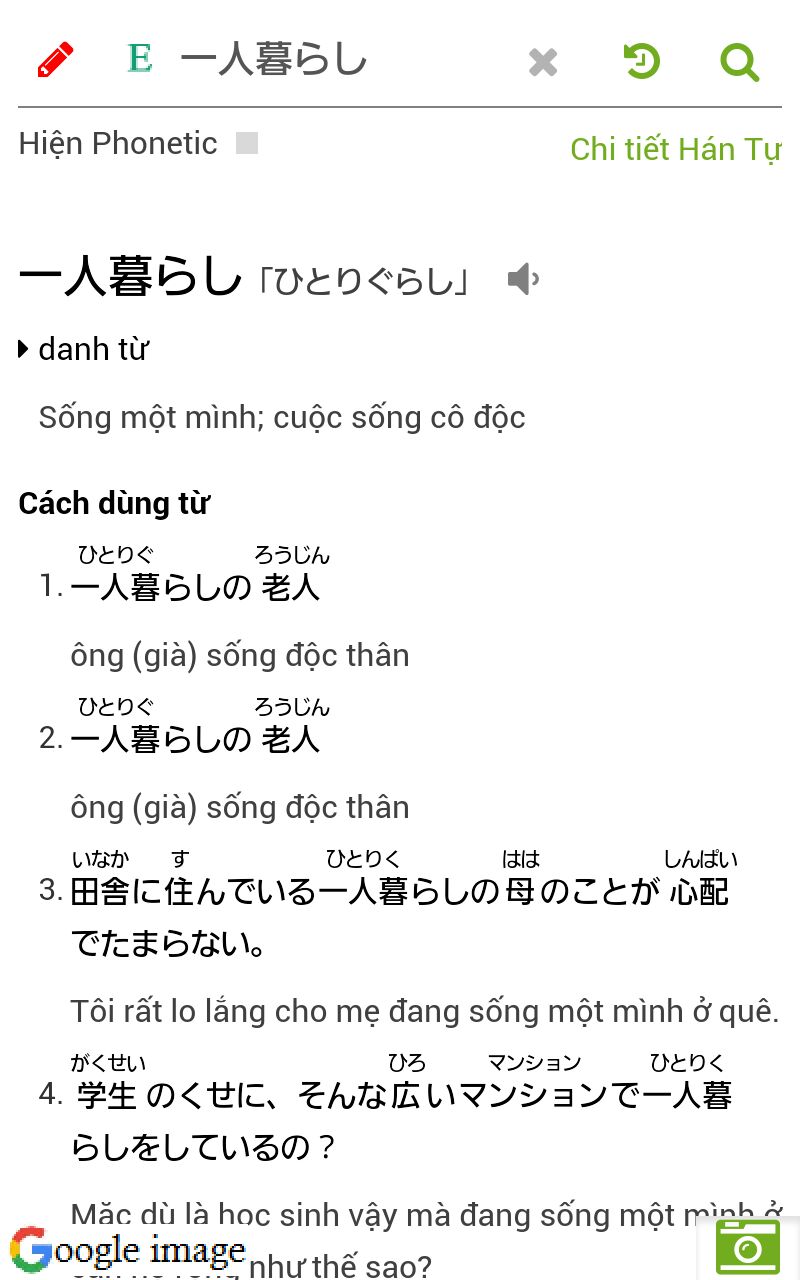 E 一人暮らし
Hiện Phonetic
Chi tiết Hán Tự
一人暮らし「ひとりぐらし」
danh từ
Sống một mình; cuộc sống cô độc
Cách dùng từ
ひとりぐ ろうじん
1. 一人暮らしの 老人
ông (già) sống độc thân
ひとりぐ ろうじん
2. 一人暮らしの 老人
ông (già) sống độc thân
いなか す ひとりく はは しんぱい
3. 田舎に住んでいる一人暮らしの母のことが 心配
でたまらない。
Tôi rất lo lắng cho mẹ đang sống một mình ở quê.
がくせい ひろ マンション ひとりく
4. 学生 のくせに、そんな広いマンションで一人暮
らしをしているの？
Mặc dù là học sinh vậy mà đang sống một mình ở
Google image
như thế sao?